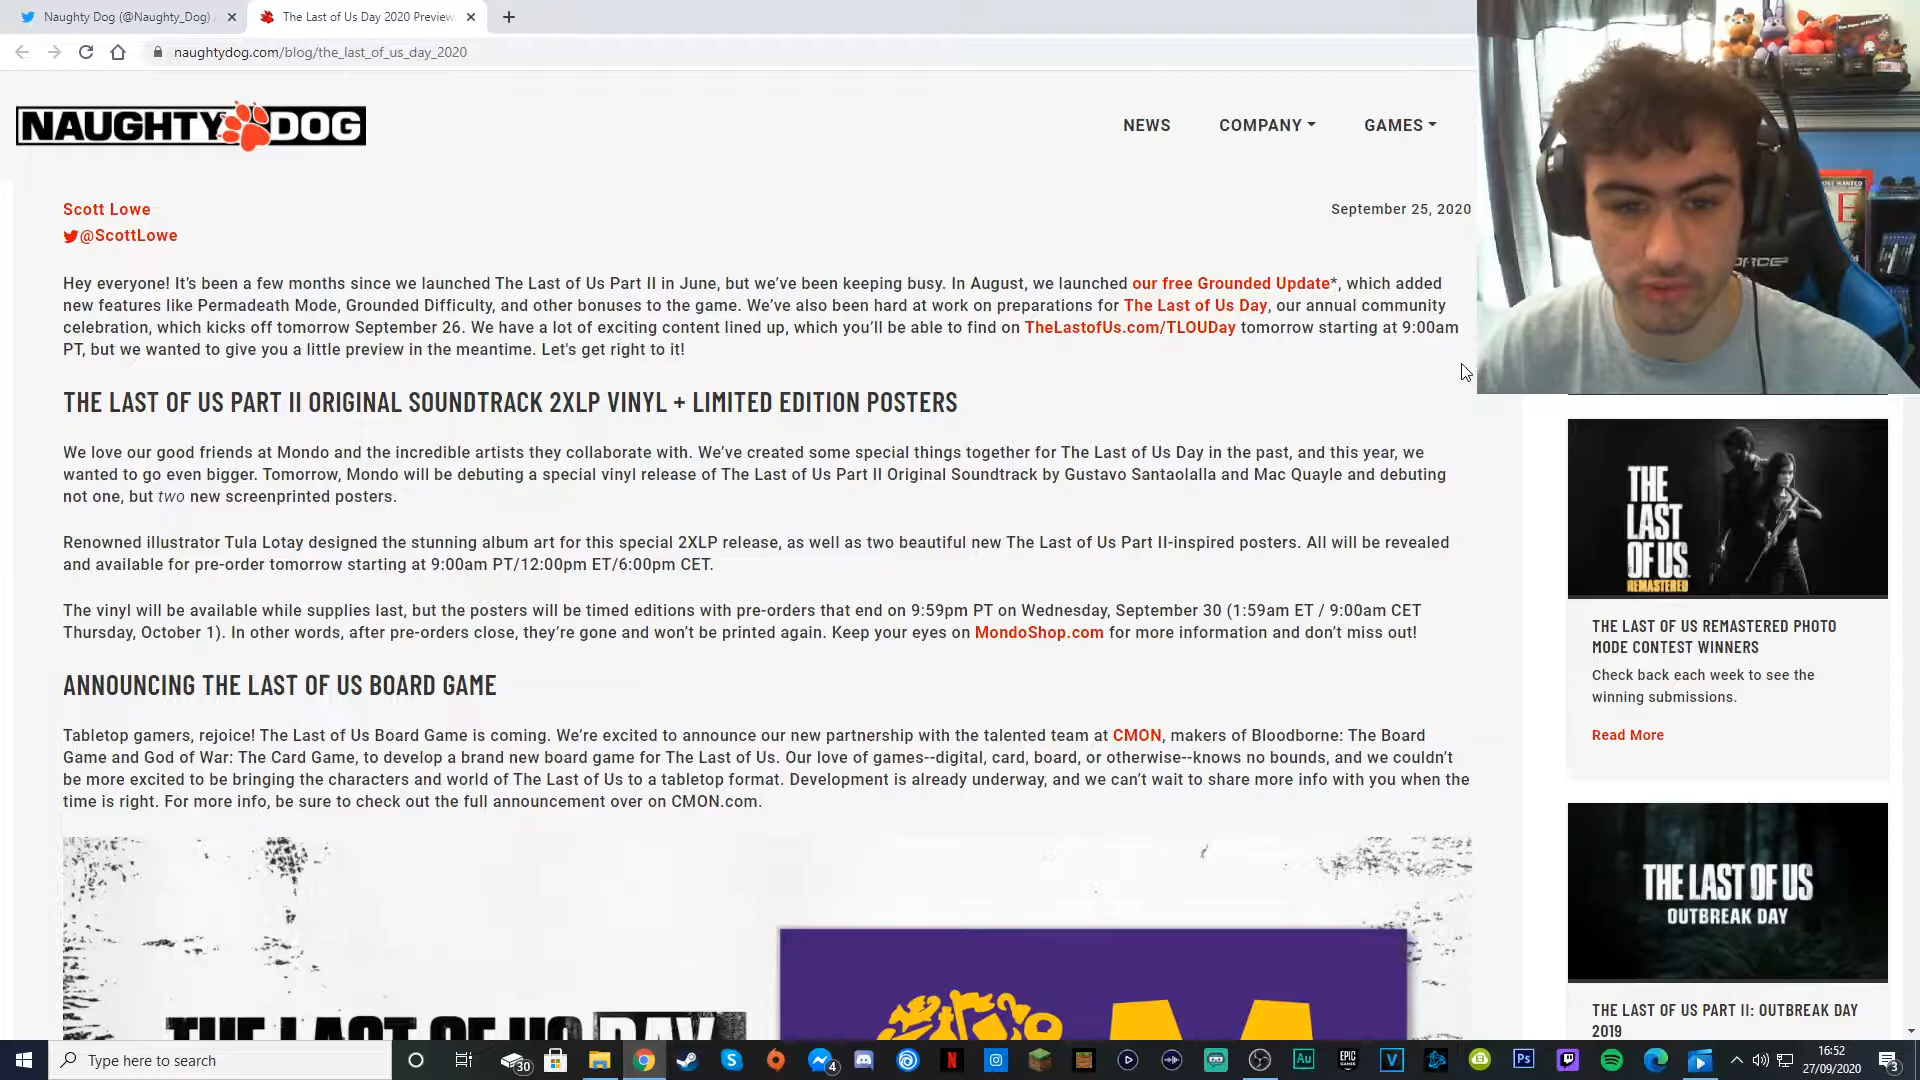 Naughty Dog (@Naughty_Dog)
The Last of Us Day 2020 Preview
naughtydog.com/blog/the_last_of_us_day_2020
NAUGHTY DOG
NEWS
COMPANY
GAMES
Scott Lowe
September 25, 2020
@ScottLowe
Hey everyone! It's been a few months since we launched The Last of Us Part II in June, but we've been keeping busy. In August, we launched our free Grounded Update*, which added
new features like Permadeath Mode, Grounded Difficulty, and other bonuses to the game. We've also been hard at work on preparations for The Last of Us Day, our annual community
celebration, which kicks off tomorrow September 26. We have a lot of exciting content lined up, which you'll be able to find on TheLastofUs.com/TLOUDay tomorrow starting at 9:00am
PT, but we wanted to give you a little preview in the meantime. Let's get right to it!
THE LAST OF US PART II ORIGINAL SOUNDTRACK 2XLP VINYL + LIMITED EDITION POSTERS
We love our good friends at Mondo and the incredible artists they collaborate with. We've created some special things together for The Last of Us Day in the past, and this year, we
wanted to go even bigger. Tomorrow, Mondo will be debuting a special vinyl release of The Last of Us Part II Original Soundtrack by Gustavo Santaolalla and Mac Quayle and debuting
not one, but two new screenprinted posters.
Renowned illustrator Tula Lotay designed the stunning album art for this special 2XLP release, as well as two beautiful new The Last of Us Part II-inspired posters. All will be revealed
and available for pre-order tomorrow starting at 9:00am PT/12:00pm ET/6:00pm CET.
The vinyl will be available while supplies last, but the posters will be timed editions with pre-orders that end on 9:59pm PT on Wednesday, September 30 (1:59am ET / 9:00am CET
Thursday, October 1). In other words, after pre-orders close, they're gone and won't be printed again. Keep your eyes on MondoShop.com for more information and don't miss out!
ANNOUNCING THE LAST OF US BOARD GAME
Tabletop gamers, rejoice! The Last of Us Board Game is coming. We're excited to announce our new partnership with the talented team at CMON, makers of Bloodborne: The Board
Game and God of War: The Card Game, to develop a brand new board game for The Last of Us. Our love of games--digital, card, board, or otherwise--knows no bounds, and we couldn't
be more excited to be bringing the characters and world of The Last of Us to a tabletop format. Development is already underway, and we can't wait to share more info with you when the
time is right. For more info, be sure to check out the full announcement over on CMON.com.
THE LAST OF US DAY
THE
LAST
OF US
REMASTERED
THE LAST OF US REMASTERED PHOTO
MODE CONTEST WINNERS
Check back each week to see the
winning submissions.
Read More
THE LAST OF US
OUTBREAK DAY
THE LAST OF US PART II: OUTBREAK DAY
2019
Type here to search
30
4
Au
EPIC
GAMES
V
Ps
16:52
27/09/2020
3